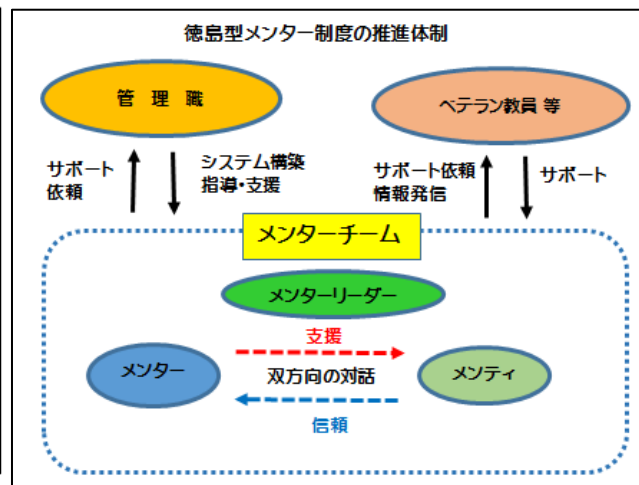 徳島型メンター制度の推進体制
管 理 職
ベテラン教員 等
サポート
依頼
システム構築
指導・支援
サポート依頼
情報発信
サポート
メンターチーム
メンターリーダー
支援
メンター
双方向の対話
メンティ
信頼